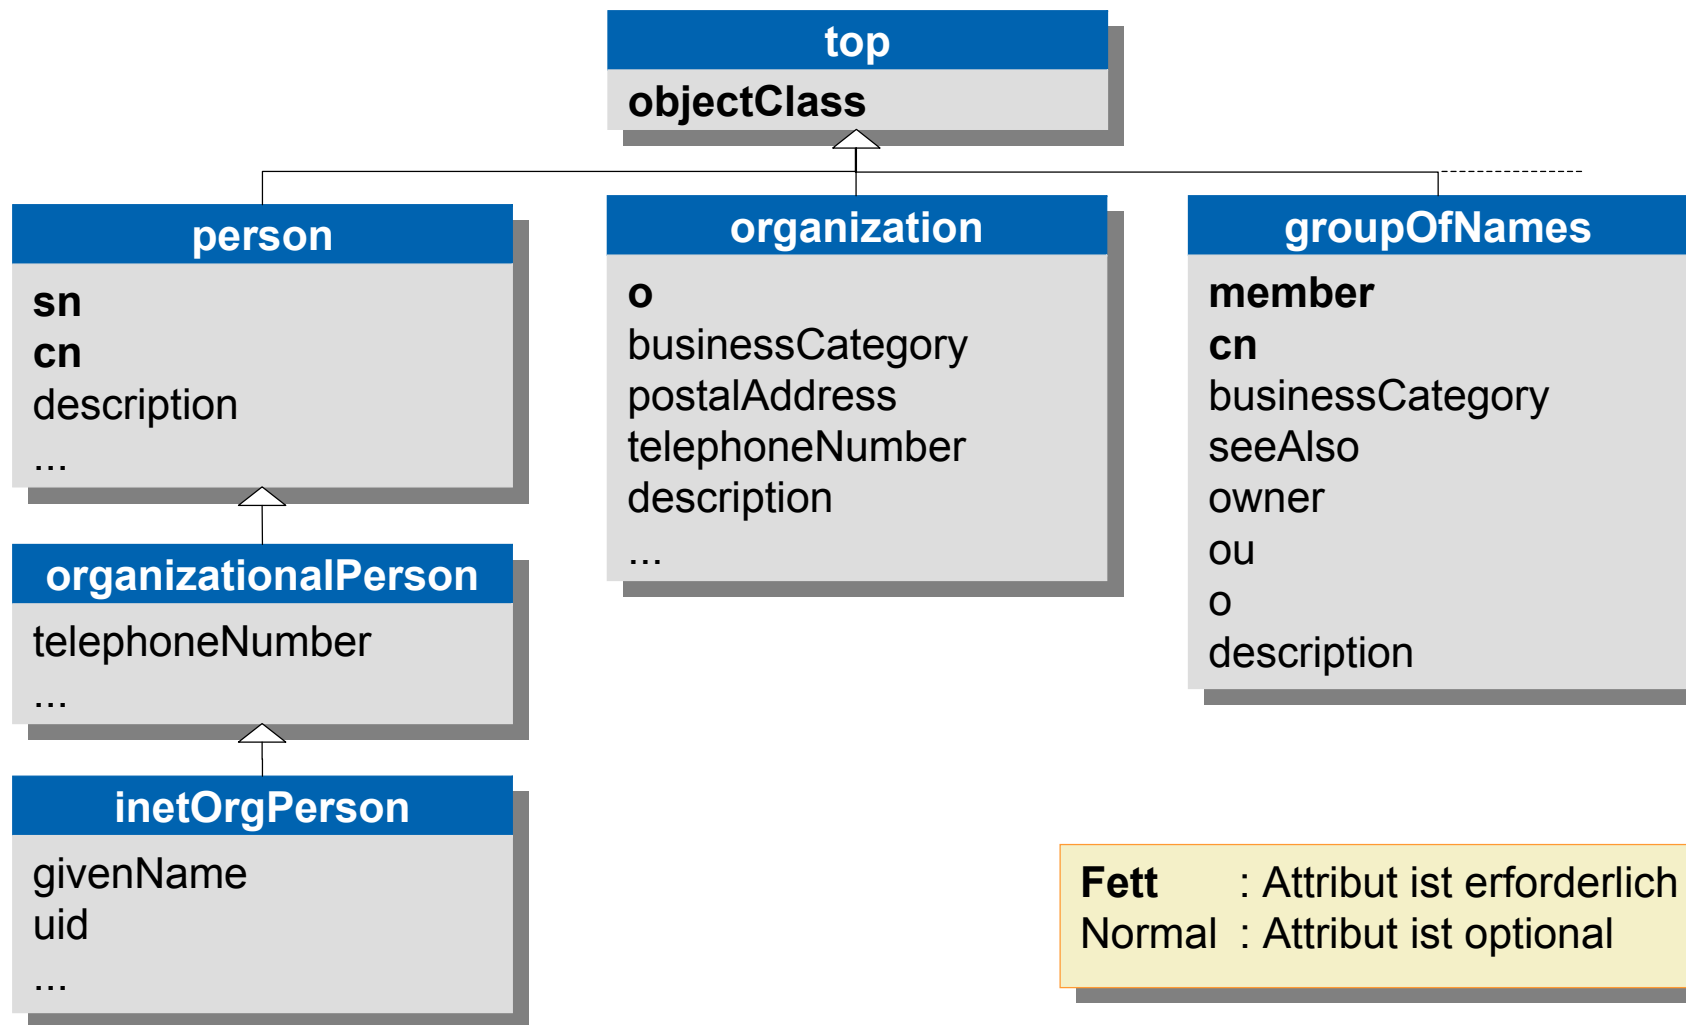 top
objectClass
person
sn
cn
description
...
organizationalPerson
telephoneNumber
...
inetOrgPerson
givenName
uid
...
organization
o
businessCategory
postalAddress
telephoneNumber
description
...
groupOfNames
member
cn
businessCategory
seeAlso
owner
ou
o
description
Fett : Attribut ist erforderlich
Normal : Attribut ist optional